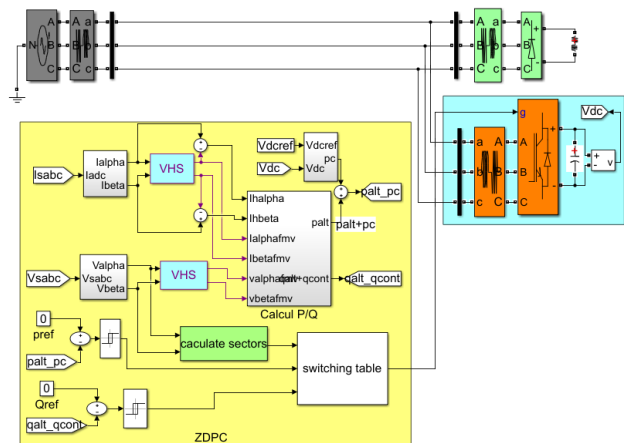 N A A a A a A
B B b B b B
C C c C c C
+
-
Vdc
g
a A A
b B B
c C C
+
-
+
-
v
Isabc
Ialpha
Iadc
Ibeta
VHS
Vdcref
Vdc
Vdcref
pc
Vdc
palt_pc
palt+pc
Ihalpha
Ihbeta
Ialphafmv
Ibetafmv
vbetafmv
palt
qalt+qcont
qalt_qcont
Calcul P/Q
Vsabc
Valpha
Vsabc
Vbeta
VHS
0
pref
palt_pc
caculate sectors
switching table
0
Qref
qalt_qcont
ZDPC